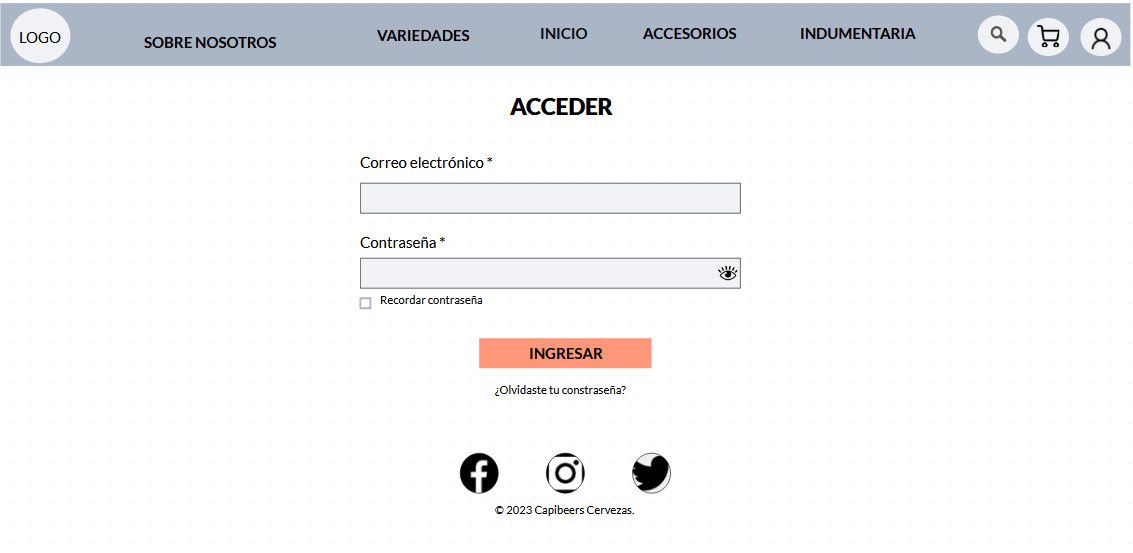 LOGO
SOBRE NOSOTROS
VARIEDADES
INICIO
ACCESORIOS
INDUMENTARIA
ACCEDER
Correo electrónico *
Contraseña *
Recordar contraseña
INGRESAR
¿Olvidaste tu constraseña?
© 2023 Capibeers Cervezas.